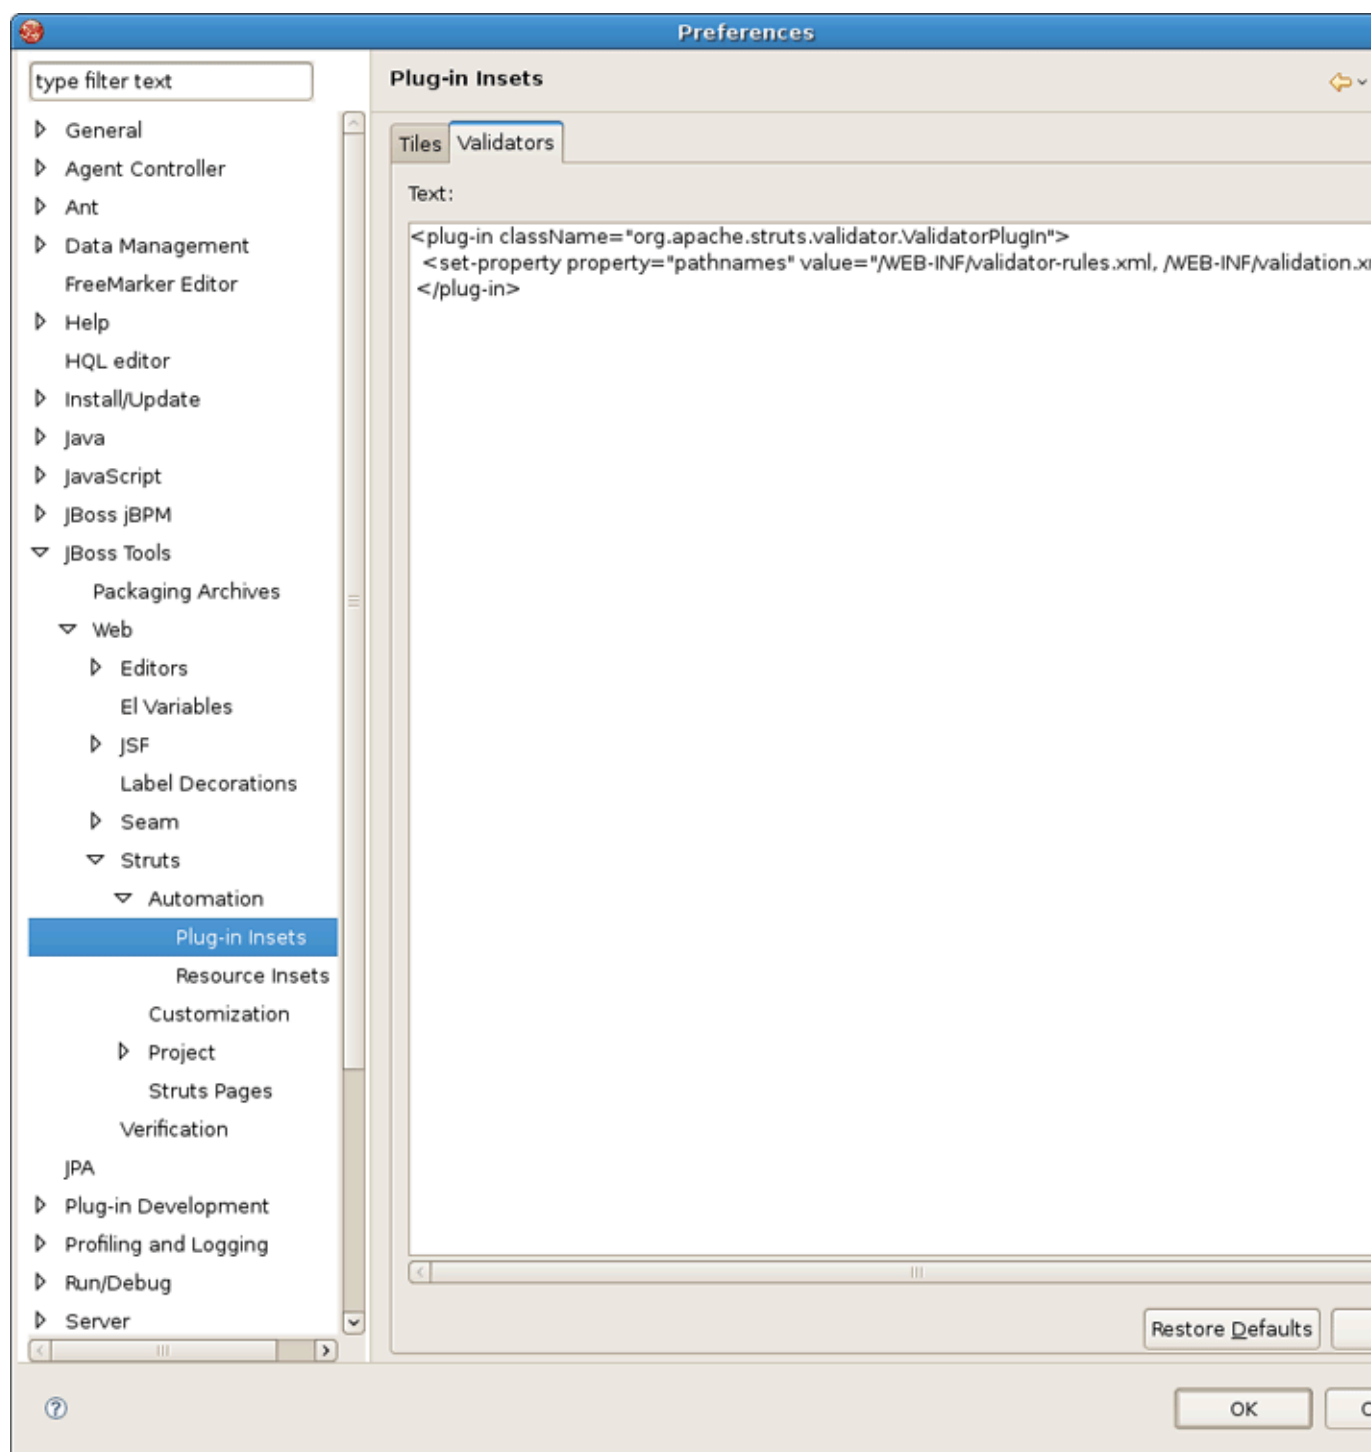 Preferences
type filter text
General
Agent Controller
Ant
Data Management
FreeMarker Editor
Help
HQL editor
Install/Update
Java
JavaScript
JBoss jBPM
JBoss Tools
Packaging Archives
Web
Editors
El Variables
JSF
Label Decorations
Seam
Struts
Automation
Plug-in Insets
Resource Insets
Customization
Project
Struts Pages
Verification
JPA
Plug-in Development
Profiling and Logging
Run/Debug
Server
Plug-in Insets
Tiles Validators
Text:
<plug-in className="org.apache.struts.validator.ValidatorPlugIn">
<set-property property="pathnames" value="/WEB-INF/validator-rules.xml, /WEB-INF/validation.x
</plug-in>
Restore Defaults
OK